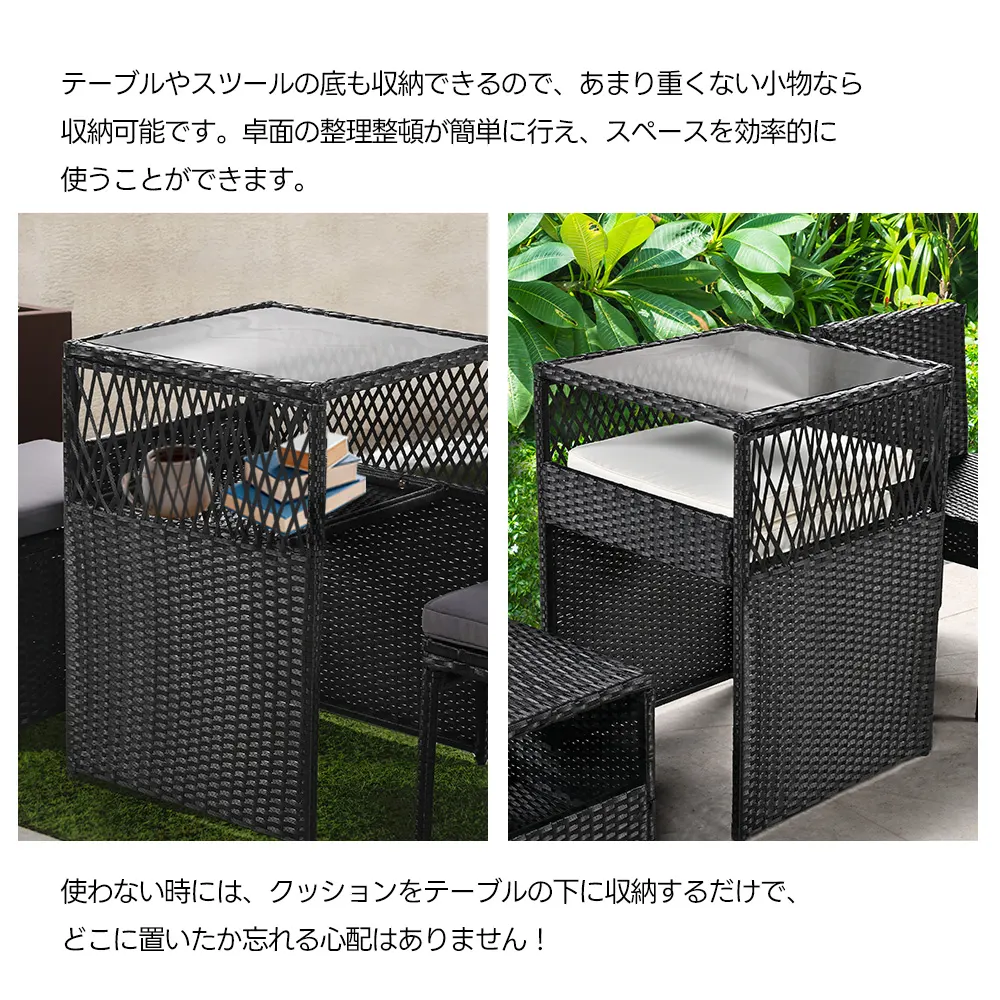 テーブルやスツールの底も収納できるので、あまり重くない小物なら
収納可能です。卓面の整理整頓が簡単に行え、スペースを効率的に
使うことができます。
使わない時には、クッションをテーブルの下に収納するだけで、
どこに置いたか忘れる心配はありません！